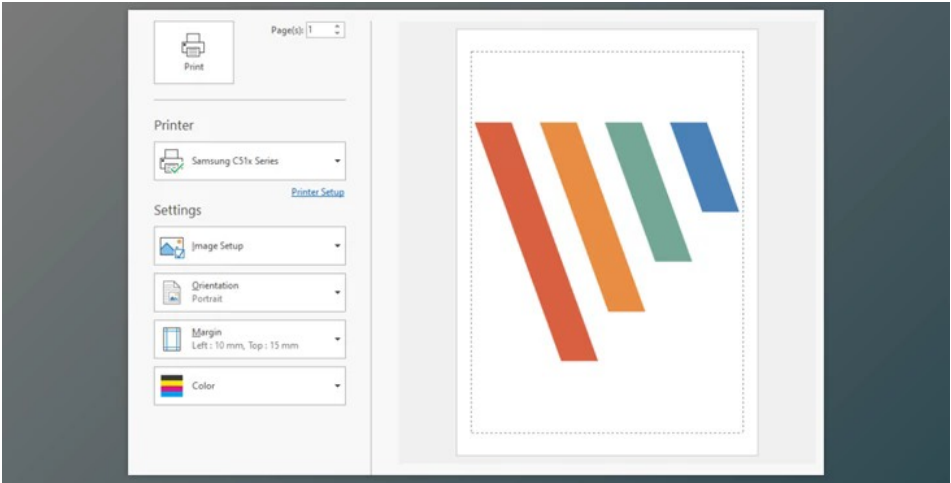 Page(s): 1
Print
Printer
Samsung C51x Series
Printer Setup
Settings
Image Setup
Orientation
Portrait
Margin
Left : 10 mm, Top : 15 mm
Color